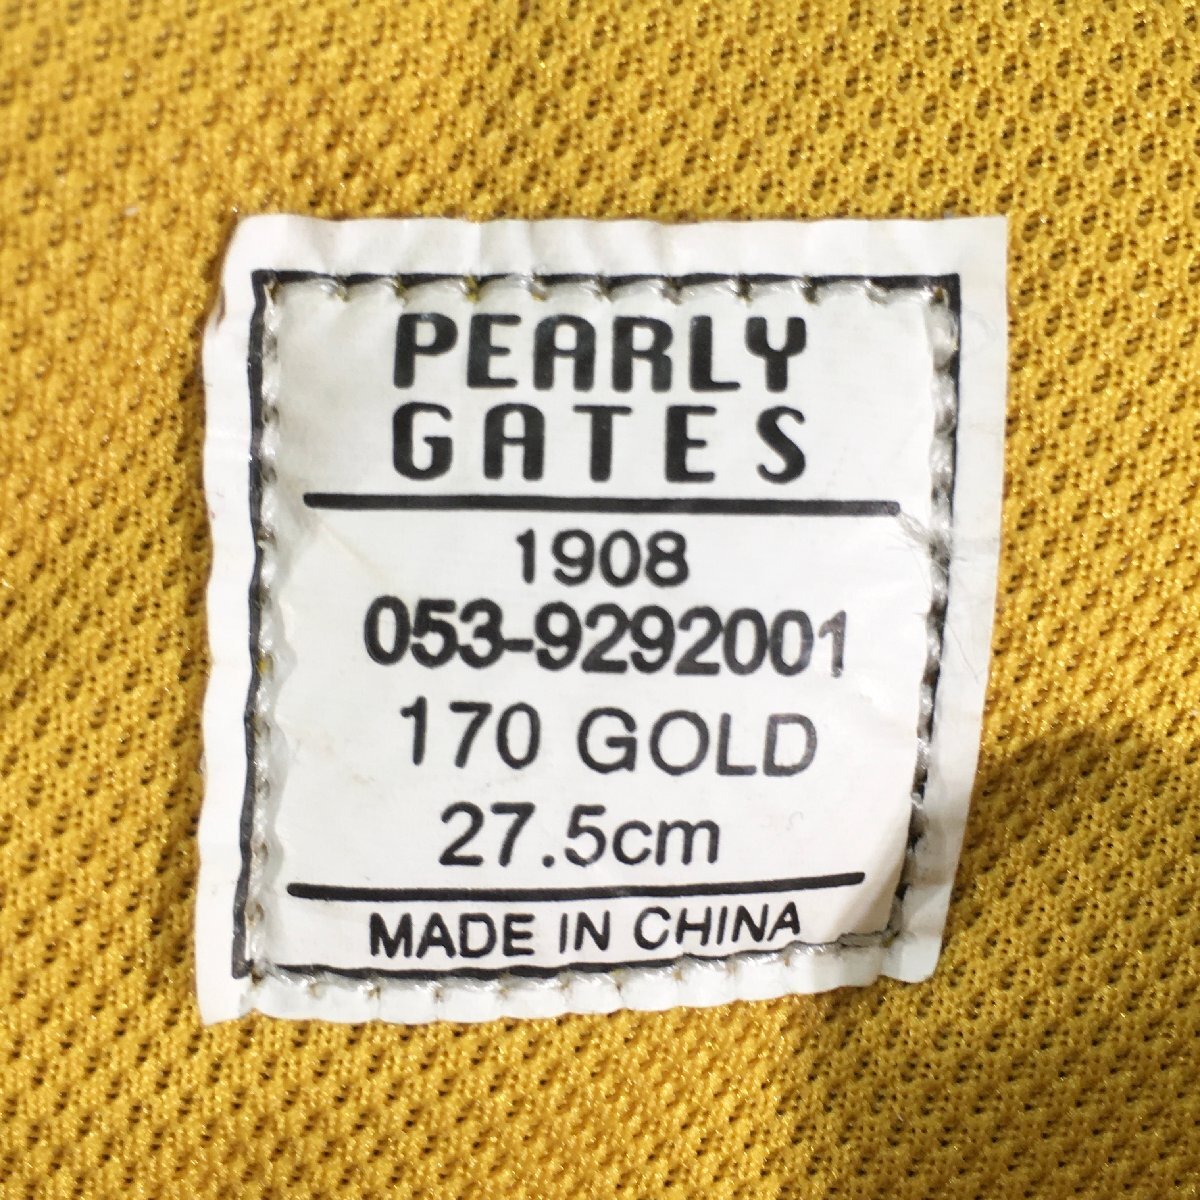 PEARLY
GATES
1908
053-9292001
170 GOLD
27.5cm
MADE IN CHINA